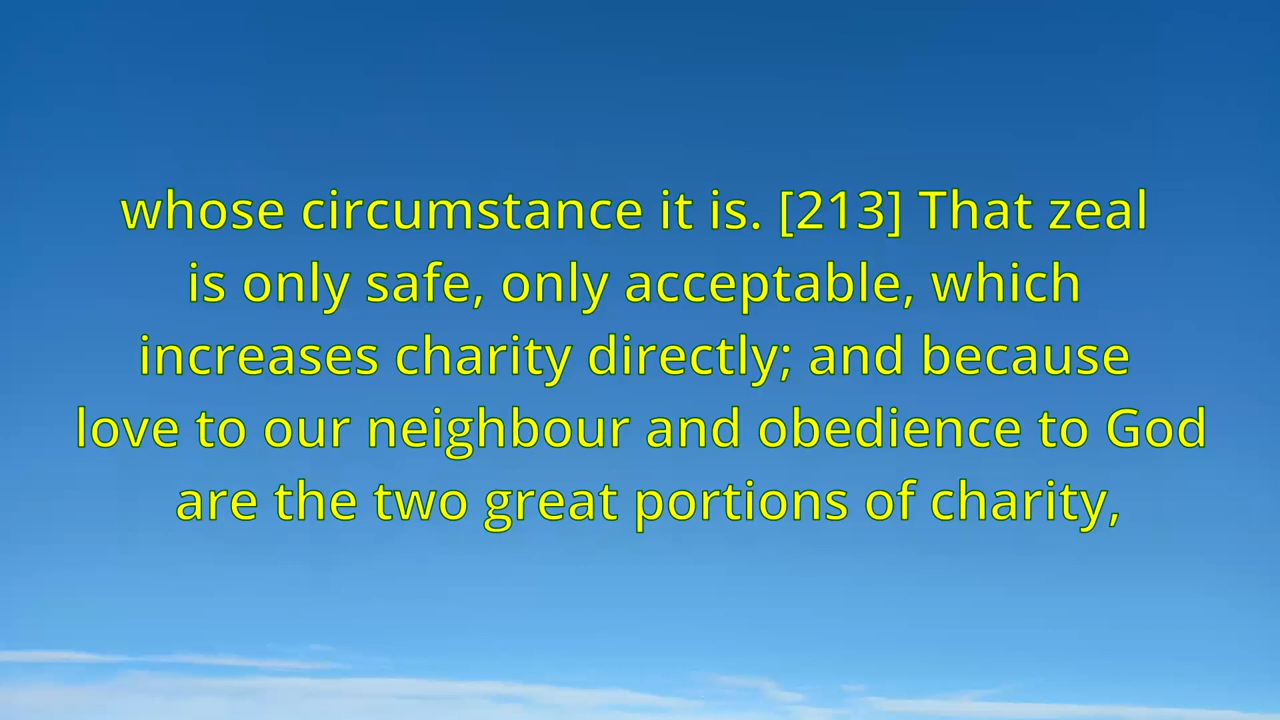 whose circumstance it is. [213] That zeal
is only safe, only acceptable, which
increases charity directly; and because
love to our neighbour and obedience to God
are the two great portions of charity,